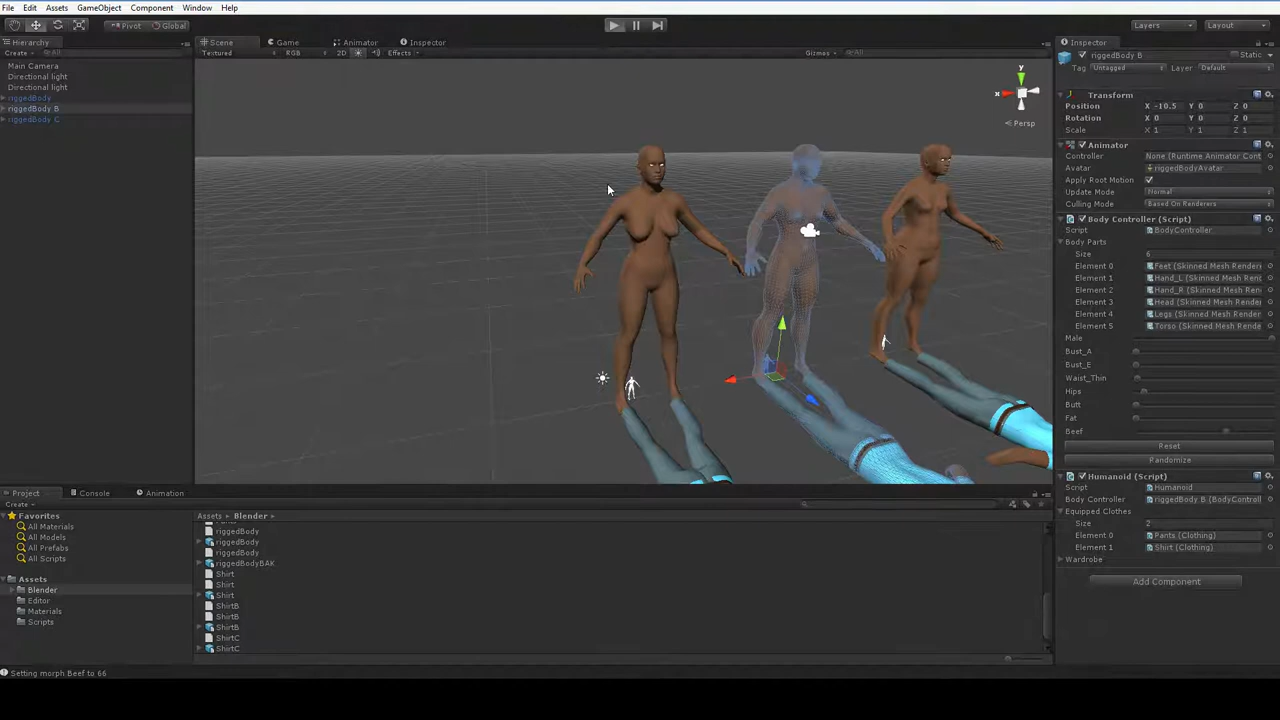 File Edit Assets GameObject Component Window Help
Pivot Global Layers Layout
Hierarchy
Create All
Main Camera
Directional light
Directional light
riggedBody
riggedBody B
riggedBody C
Scene Game Animator Inspector
Textured RGB 2D Effects Gizmos All
y
x
Persp
Inspector
riggedBody B Static
Tag Untagged Layer Default
Transform
Position X -10.5 Y 0 Z 0
Rotation X 0 Y 0 Z 0
Scale X 1 Y 1 Z 1
Animator
Controller None (Runtime Animator Cont
Avatar riggedBodyAvatar
Apply Root Motion
Update Mode Normal
Culling Mode Based On Renderers
Body Controller (Script)
Script BodyController
Body Parts
Size 6
Element 0 Feet (Skinned Mesh Render
Element 1 Hand_L (Skinned Mesh Ren
Element 2 Hand_R (Skinned Mesh Ren
Element 3 Head (Skinned Mesh Render
Element 4 Legs (Skinned Mesh Render
Element 5 Torso (Skinned Mesh Rende
Male
Bust_A
Bust_E
Waist_Thin
Hips
Butt
Fat
Beef
Reset
Randomize
Humanoid (Script)
Script Humanoid
Body Controller riggedBody B (BodyControll
Equipped Clothes
Size 2
Element 0 Pants (Clothing)
Element 1 Shirt (Clothing)
Wardrobe
Add Component
Project Console Animation
Create
Favorites
All Materials
All Models
All Prefabs
All Scripts
Assets
Blender
Editor
Materials
Scripts
Assets Blender
riggedBody
riggedBody
riggedBody
riggedBodyBAK
Shirt
Shirt
Shirt
ShirtB
ShirtB
ShirtB
ShirtC
ShirtC
Setting morph Beef to 66